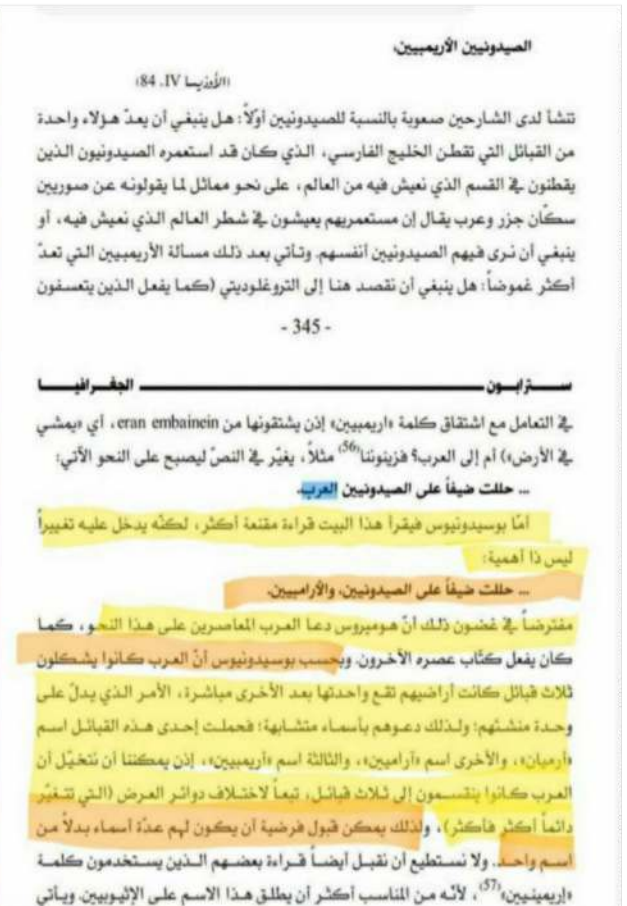 الصيدونيين الأريمبيين،
(الأوذيسا IV، 84)
تنشأ لدى الشارحين صعوبة بالنسبة للصيدونيين أولاً: هل ينبغي أن يعدّ هؤلاء واحدة
من القبائل التي تقطن الخليج الفارسي، الذي كان قد استعمره الصيدونيون الذين
يقطنون في القسم الذي نعيش فيه من العالم، على نحو مماثل لما يقولونه عن صوريين
سكّان جزر وعرب يقال إن مستعمريهم يعيشون في شطر العالم الذي نعيش فيه، أو
ينبغي أن نرى فيهم الصيدونيين أنفسهم. وتأتي بعد ذلك مسألة الأريمبيين التي تعدّ
أكثر غموضاً: هل ينبغي أن نقصد هنا إلى التروغلوديتي (كما يفعل الذين يتعسفون
- 345 -
ســـترابـــون الجغـــرافيـــــا
في التعامل مع اشتقاق كلمة «اريمبيين» إذن يشتقونها من eran embainein، أي «يمشي
في الأرض») أم إلى العرب؟ فزينوننا(56) مثلاً، يغيّر في النصّ ليصبح على النحو الآتي:
... حللت ضيفاً على الصيدونيين العرب.
أمّا بوسيدونيوس فيقرأ هذا البيت قراءة مقنعة أكثر، لكنّه يدخل عليه تغييراً
ليس ذا أهمية:
... حللت ضيفاً على الصيدونيين، والأراميين.
مفترضاً في غضون ذلك أنّ هوميروس دعا العرب المعاصرين على هذا النحو، كما
كان يفعل كتّاب عصره الآخرون. وبحسب بوسيدونيوس أنّ العرب كانوا يشكلون
ثلاث قبائل كانت أراضيهم تقع واحدتها بعد الأخرى مباشرة، الأمر الذي يدلّ على
وحدة منشئهم؛ ولذلك دعوهم بأسماء متشابهة؛ فحملت إحدى هذه القبائل اسم
«أرميان»، والأخرى اسم «آراميين»، والثالثة اسم «أريمبيين»، إذن يمكننا أن نتخيّل أن
العرب كانوا ينقسمون إلى ثلاث قبائل، تبعاً لاختلاف دوائر العرض (التي تتغيّر
دائماً أكثر فأكثر)، ولذلك يمكن قبول فرضية أن يكون لهم عدّة أسماء بدلاً من
اسم واحد. ولا نستطيع أن نقبل أيضاً قراءة بعضهم الذين يستخدمون كلمة
«إريمينيين»(57)، لأنّه من المناسب أكثر أن يطلق هذا الاسم على الإثيوبيين. ويأتي